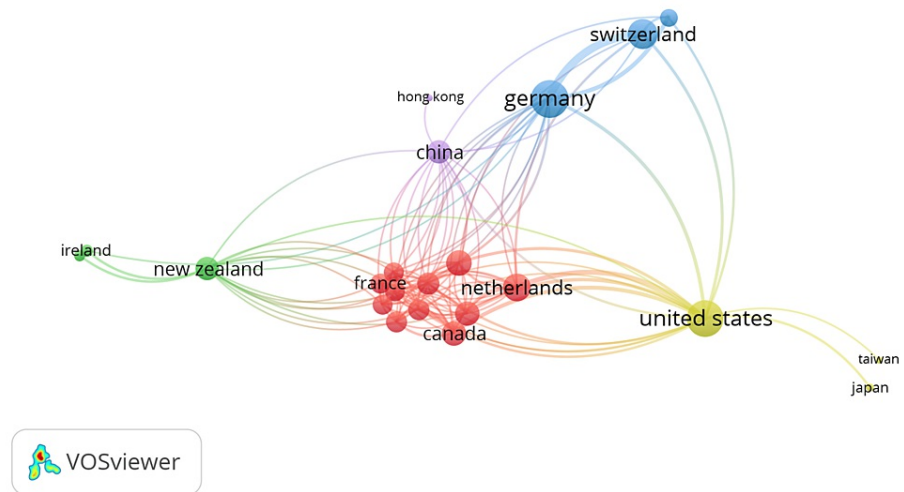 switzerland
germany
hong kong
china
ireland
new zealand
france
netherlands
united states
canada
taiwan
japan
VOSviewer